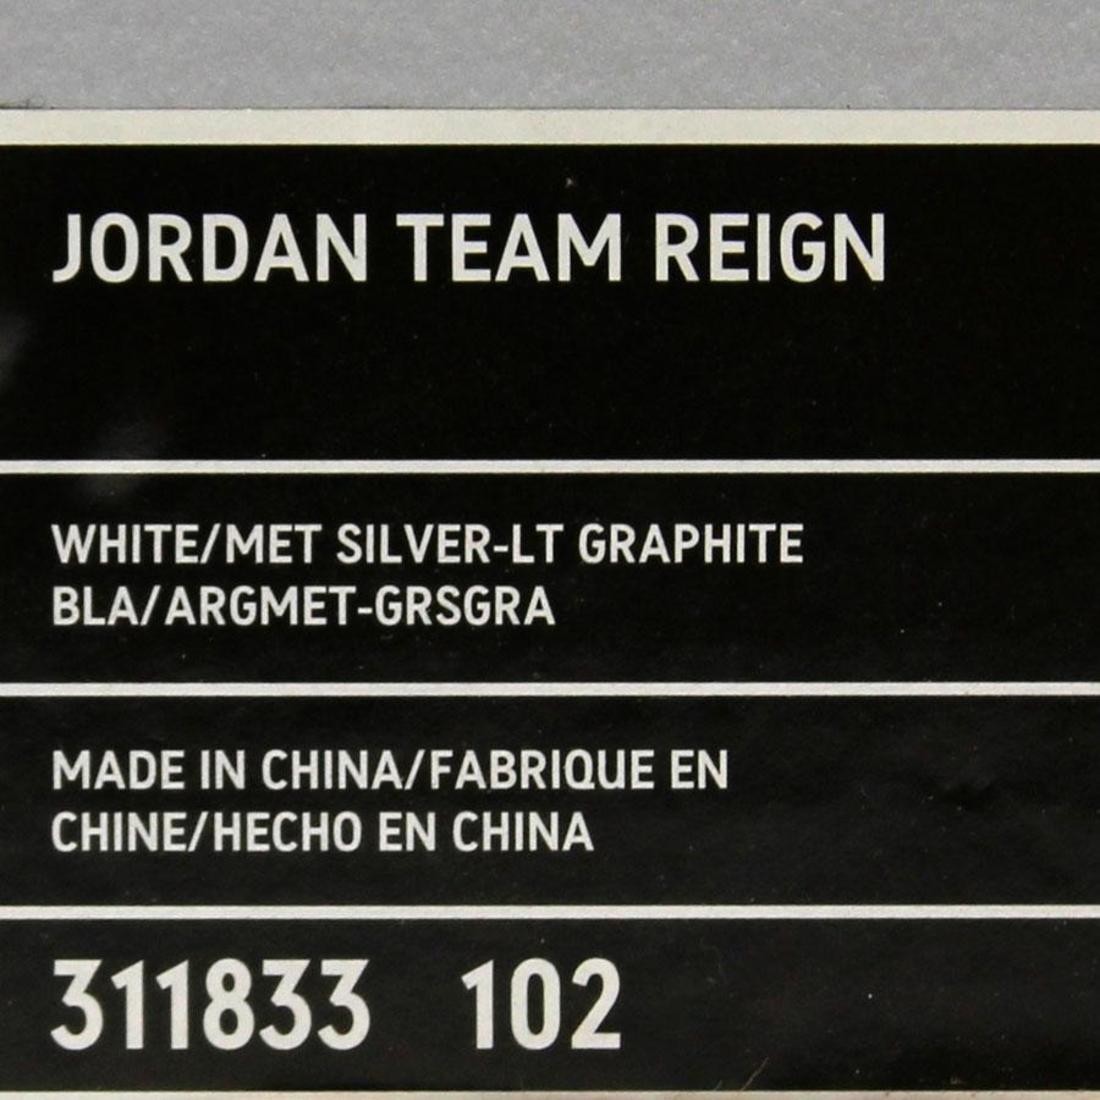 JORDAN TEAM REIGN
WHITE/MET SILVER-LT GRAPHITE
BLA/ARGMET-GRSGRA
MADE IN CHINA/FABRIQUE EN
CHINE/HECHO EN CHINA
311833 102